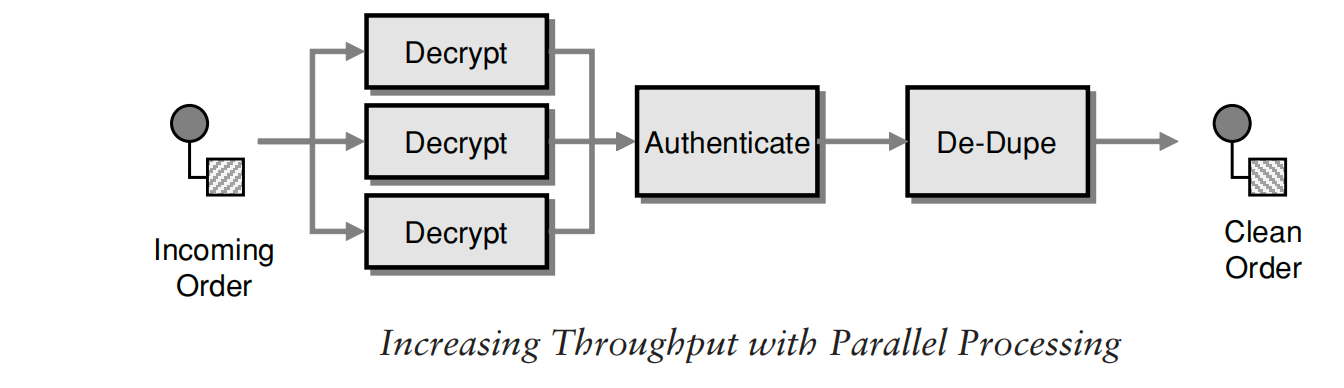 Decrypt
Decrypt
Decrypt
Authenticate
De-Dupe
Incoming
Order
Clean
Order
Increasing Throughput with Parallel Processing